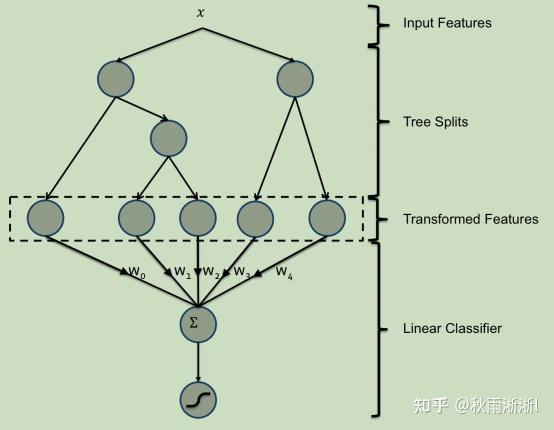 x
Input Features
Tree Splits
Transformed Features
W0 W1 W2 W3 W4
Σ
Linear Classifier
知乎 @秋雨淅淅l